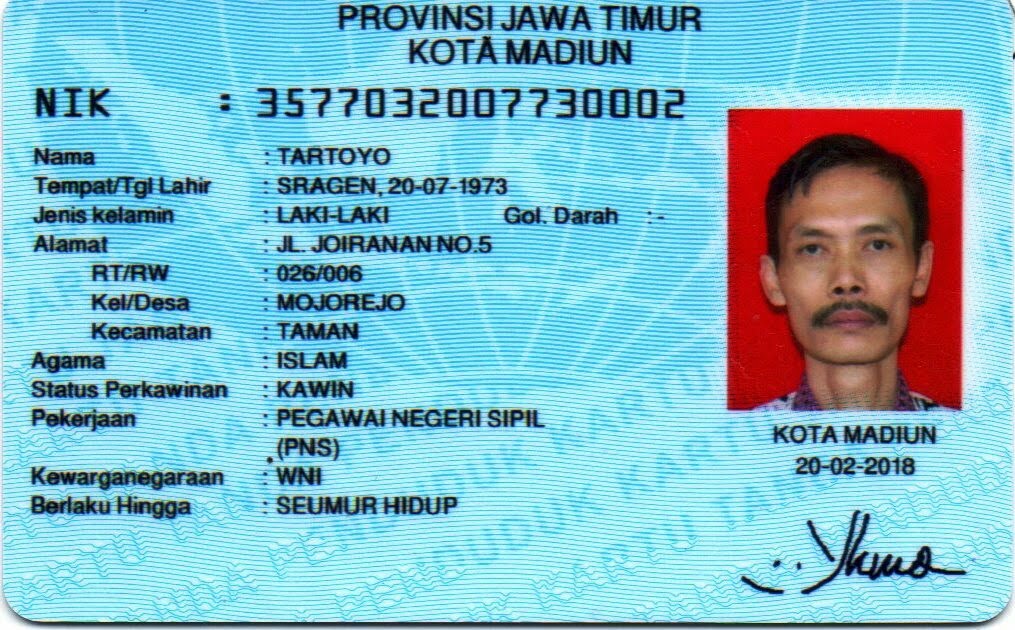 PROVINSI JAWA TIMUR
KOTA MADIUN
NIK : 3577032007730002
Nama : TARTOYO
Tempat/Tgl Lahir : SRAGEN, 20-07-1973
Jenis kelamin : LAKI-LAKI Gol. Darah : -
Alamat : JL. JOIRANAN NO.5
RT/RW : 026/006
Kel/Desa : MOJOREJO
Kecamatan : TAMAN
Agama : ISLAM
Status Perkawinan : KAWIN
Pekerjaan : PEGAWAI NEGERI SIPIL
(PNS)
Kewarganegaraan : WNI
Berlaku Hingga : SEUMUR HIDUP
KOTA MADIUN
20-02-2018